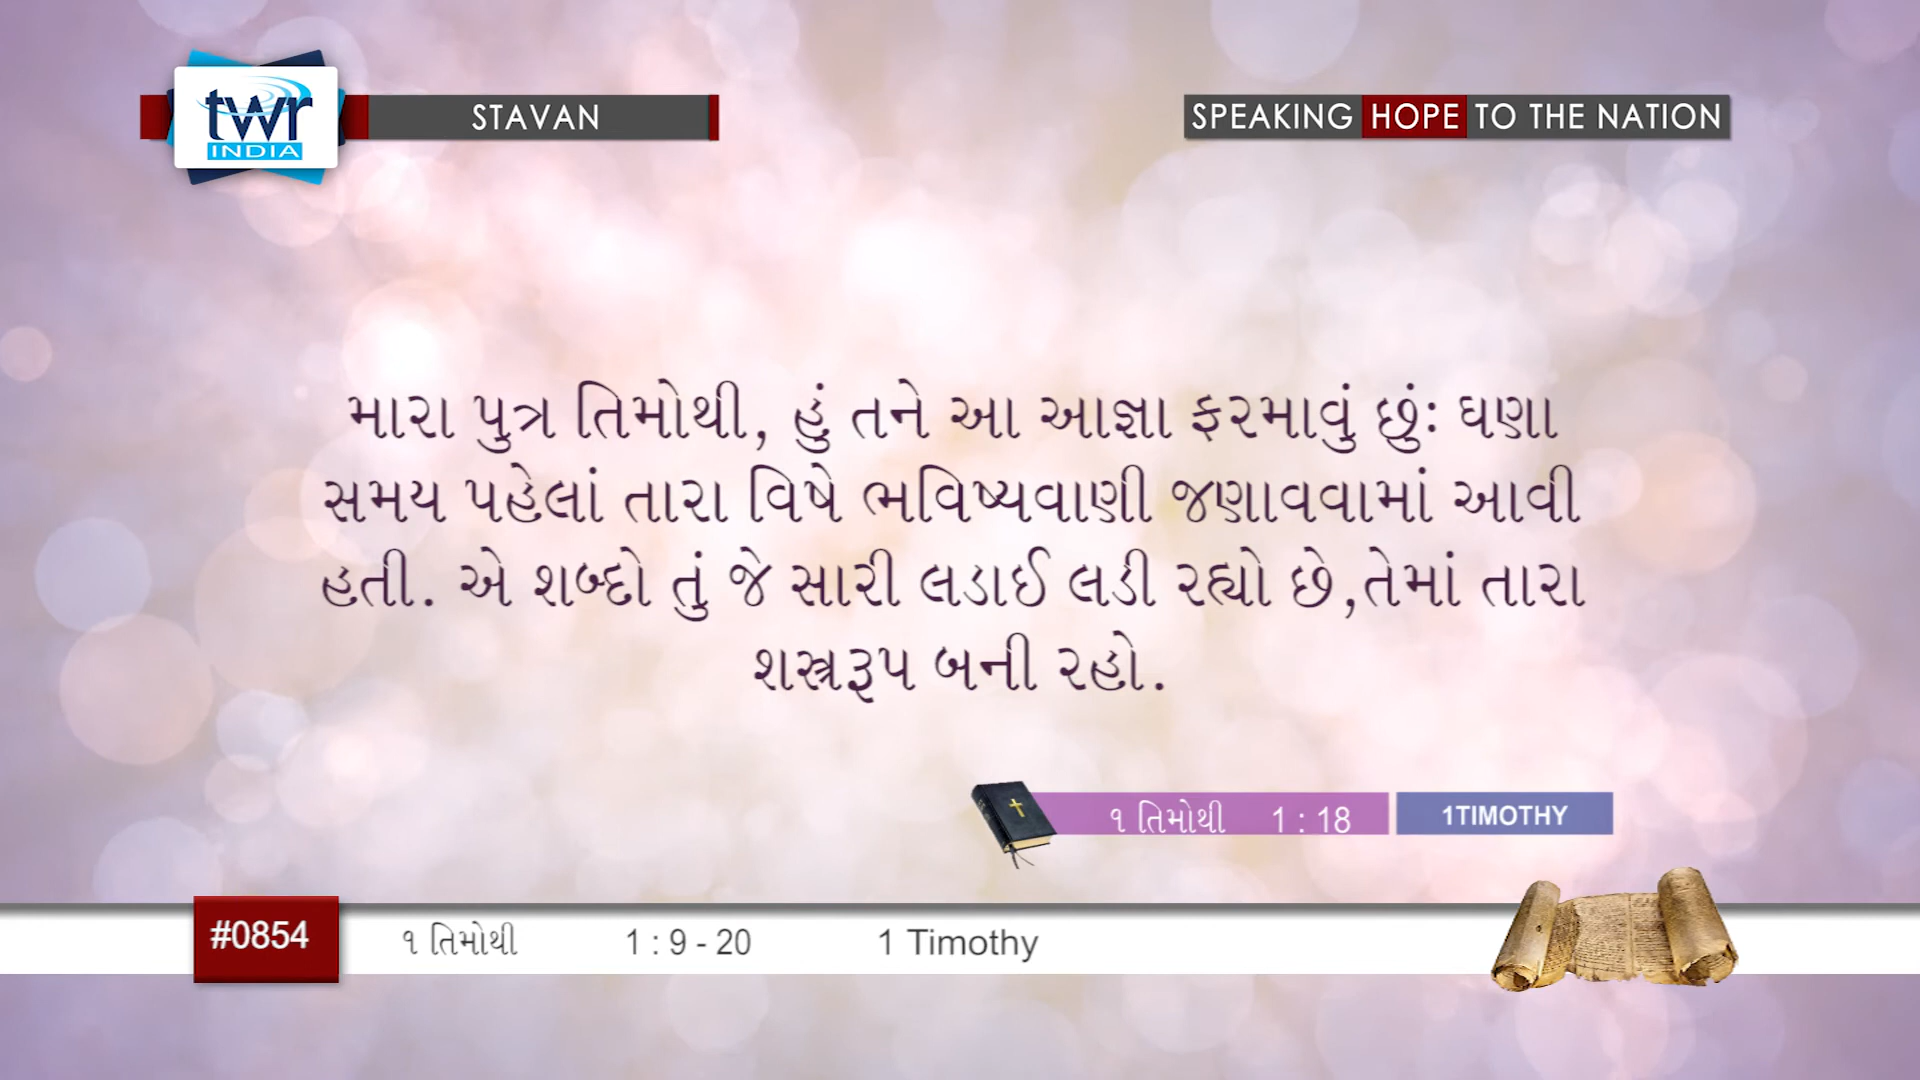 twr
INDIA
STAVAN
SPEAKING HOPE TO THE NATION
મારા પુત્ર તિમોથી, હું તને આ આજ્ઞા ફરમાવું છુંઃ ઘણા
સમય પહેલાં તારા વિષે ભવિષ્યવાણી જણાવવામાં આવી
હતી. એ શબ્દો તું જે સારી લડાઈ લડી રહ્યો છે,તેમાં તારા
શસ્ત્રરૂપ બની રહો.
૧ તિમોથી 1 : 18 1TIMOTHY
#0854 ૧ તિમોથી 1 : 9 - 20 1 Timothy